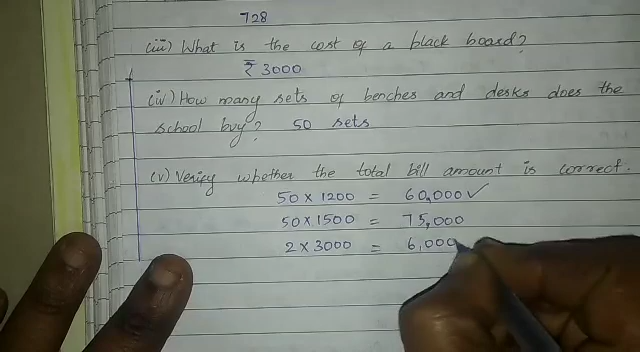 728
(iii) What is the cost of a black board?
₹ 3000
(iv) How many sets of benches and desks does the
school buy? 50 sets
(v) Verify whether the total bill amount is correct.
50 x 1200 = 60,000 ✓
50 x 1500 = 75,000
2 x 3000 = 6,000